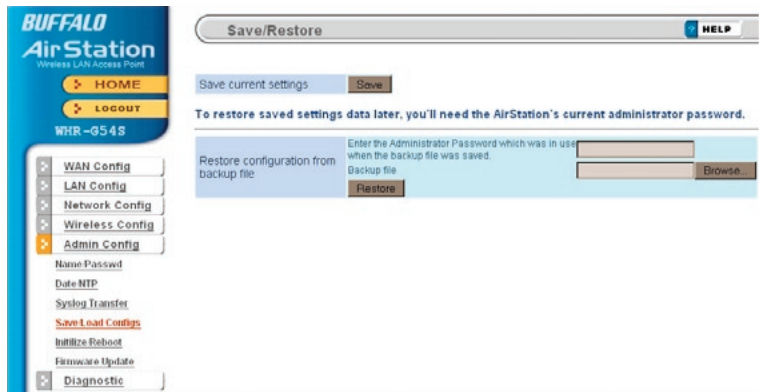 BUFFALO
AirStation
Wireless LAN Access Point
HOME
LOGOUT
WHR-G54S
WAN Config
LAN Config
Network Config
Wireless Config
Admin Config
Name Passwd
Date NTP
Syslog Transfer
Save Load Configs
Initilize Reboot
Firmware Update
Diagnostic
Save/Restore
? HELP
Save current settings
Save
To restore saved settings data later, you'll need the AirStation's current administrator password.
Restore configuration from
backup file
Enter the Administrator Password which was in use
when the backup file was saved.
Backup file
Browse...
Restore